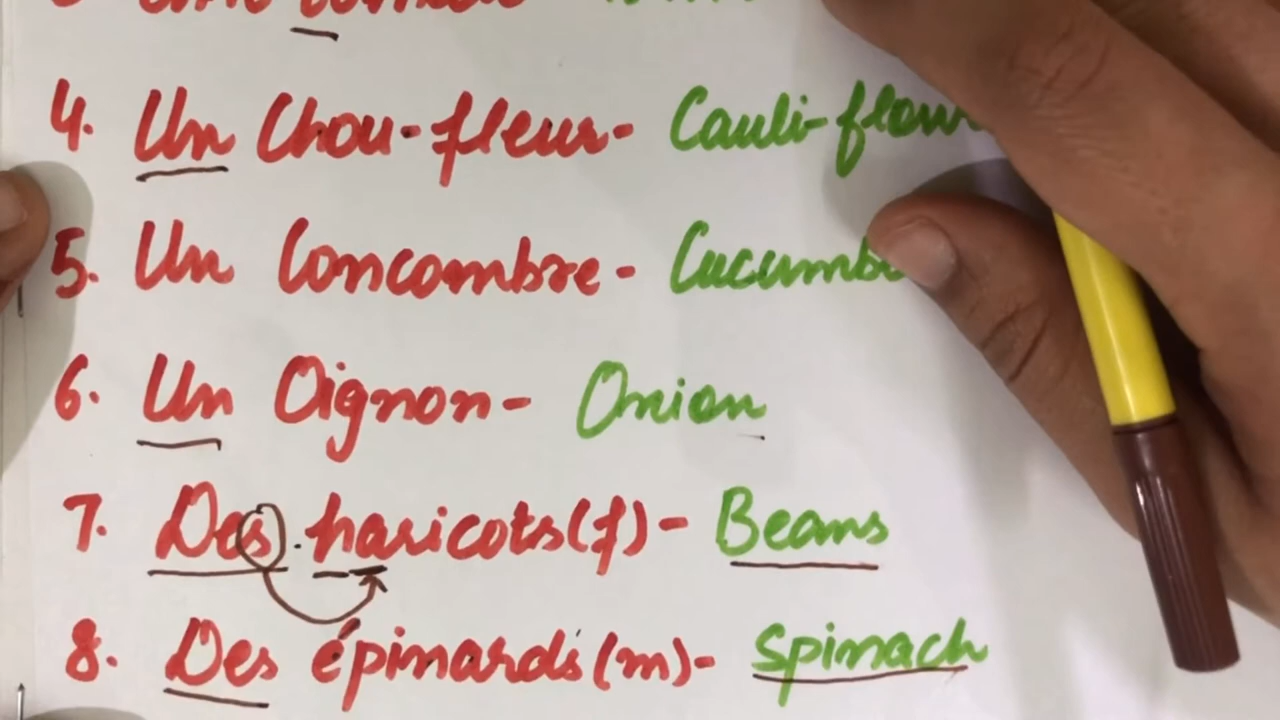 4. Un Chou-fleur- Cauli-flow
5. Un Concombre- Cucumb
6. Un Oignon- Onion
7. Des haricots(f)- Beans
8. Des épinards(m)- Spinach